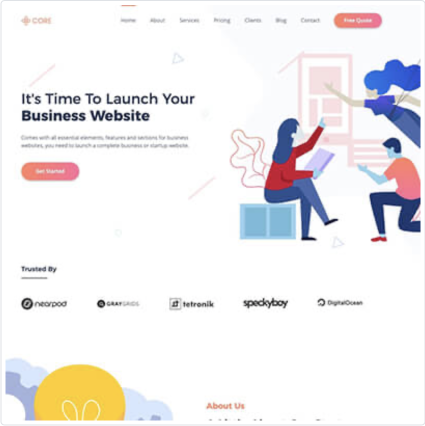 CORE
Home About Services Pricing Clients Blog Contact Free Quote
It's Time To Launch Your
Business Website
Comes with all essential elements, features and sections for business
websites, you need to launch a complete business or startup website.
Get Started
Trusted By
nearpod GRAYGRIDS tetronik speckyboy DigitalOcean
About Us